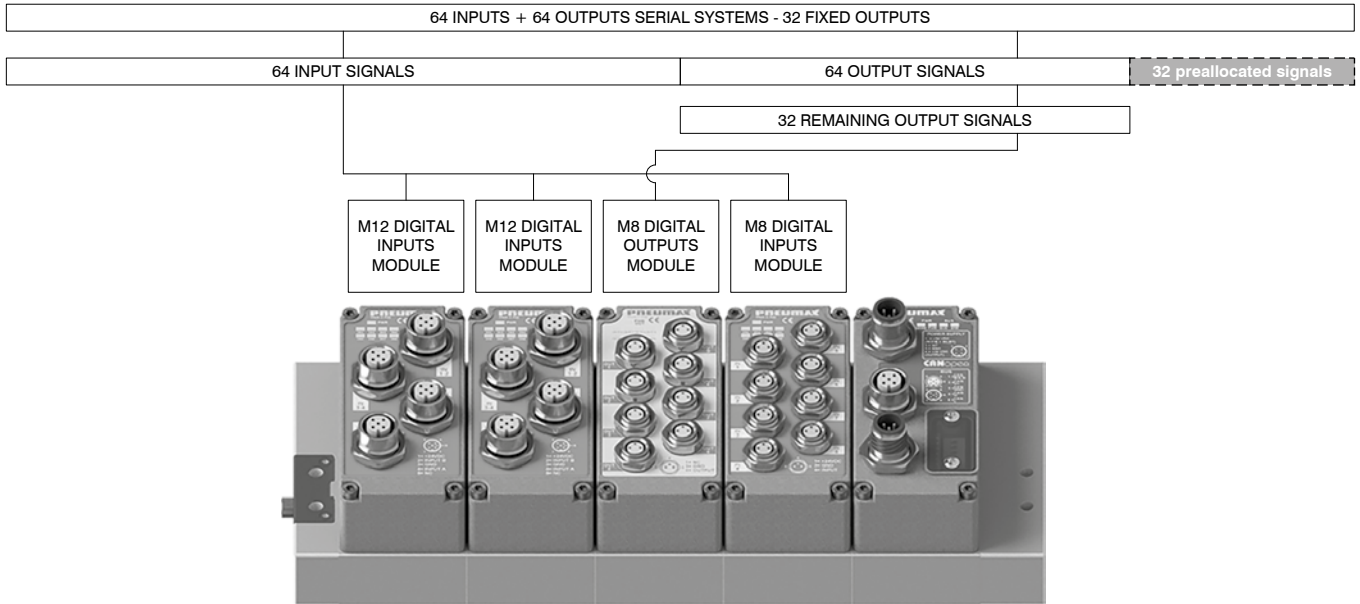 64 INPUTS + 64 OUTPUTS SERIAL SYSTEMS - 32 FIXED OUTPUTS
64 INPUT SIGNALS
64 OUTPUT SIGNALS
32 preallocated signals
32 REMAINING OUTPUT SIGNALS
M12 DIGITAL
INPUTS
MODULE
M12 DIGITAL
INPUTS
MODULE
M8 DIGITAL
OUTPUTS
MODULE
M8 DIGITAL
INPUTS
MODULE
PNEUMAX
PNEUMAX
PNEUMAX
CANopen